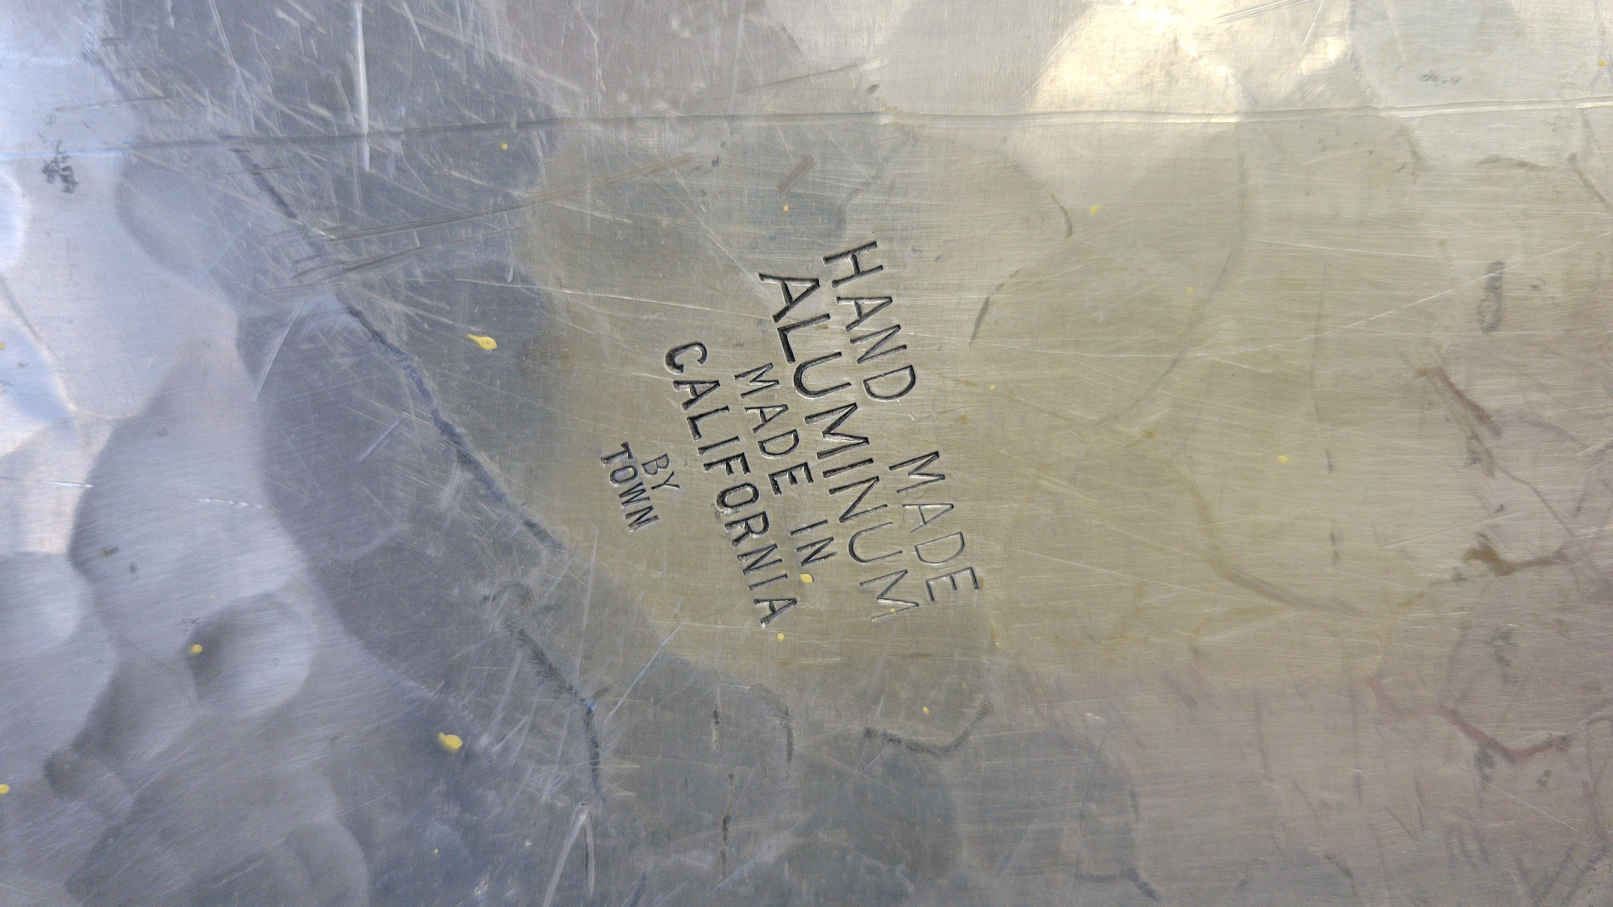 HAND MADE
ALUMINUM
MADE IN
CALIFORNIA
BY
TOWN